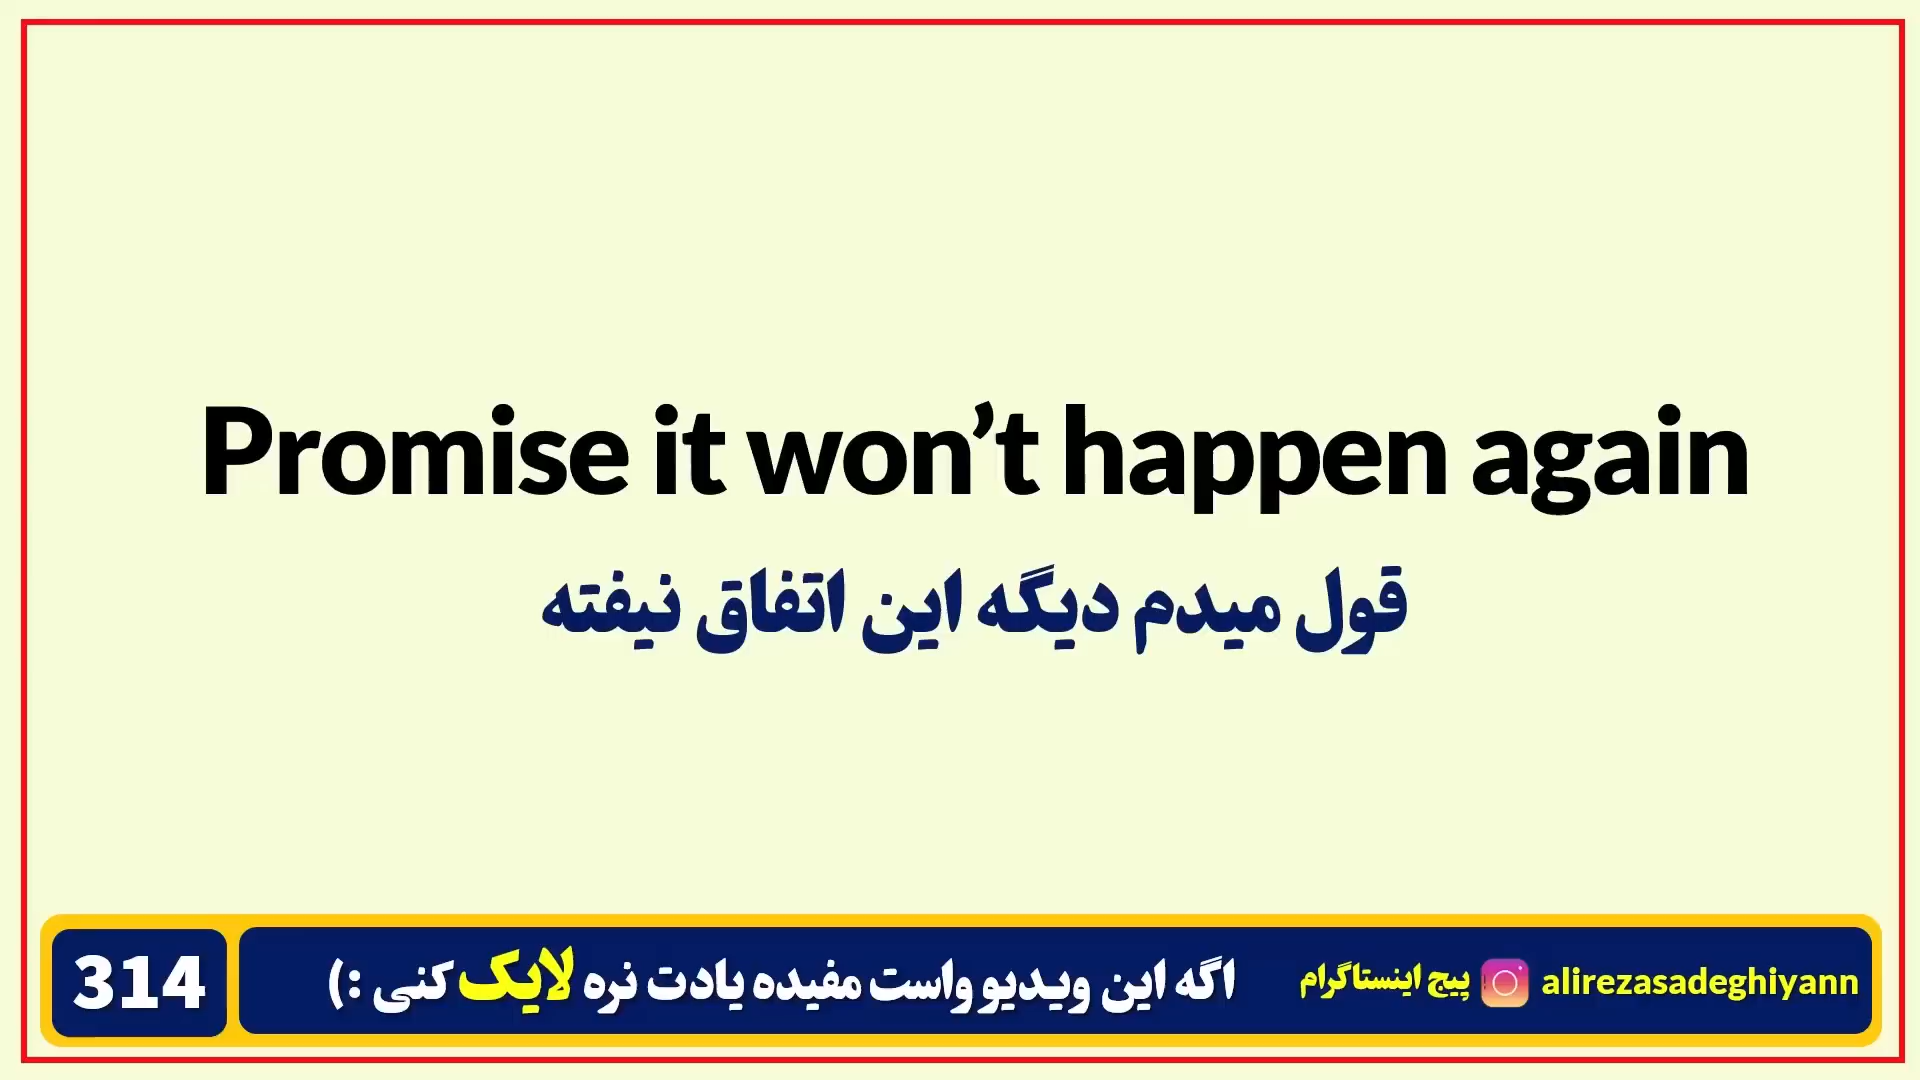 Promise it won’t happen again
قول میدم دیگه این اتفاق نیفته
314
اگه این ویدیو واست مفیده یادت نره لایک کنی :)
پیج اینستاگرام alirezasadeghiyann